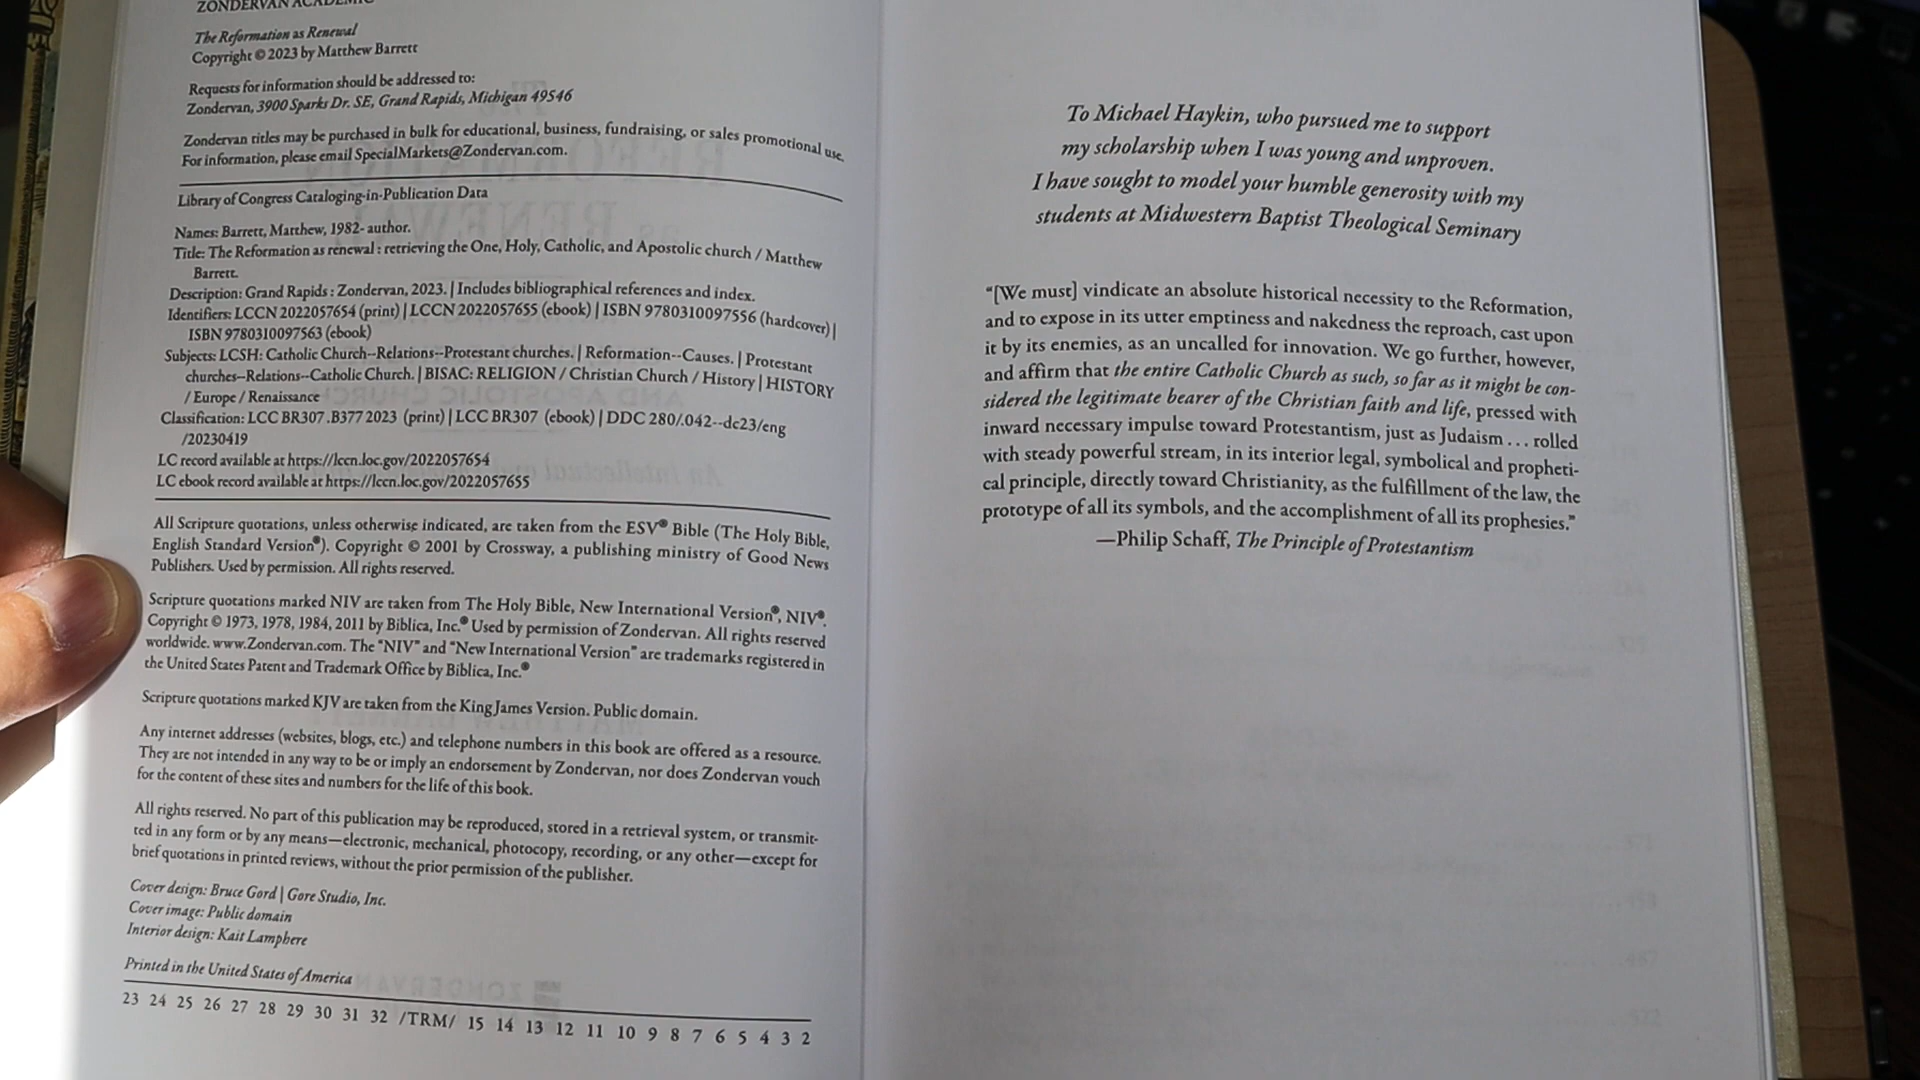 ZONDERVAN ACADEMIC
The Reformation as Renewal
Copyright © 2023 by Matthew Barrett
Requests for information should be addressed to:
Zondervan, 3900 Sparks Dr. SE, Grand Rapids, Michigan 49546
Zondervan titles may be purchased in bulk for educational, business, fundraising, or sales promotional use.
For information, please email SpecialMarkets@Zondervan.com.
Library of Congress Cataloging-in-Publication Data
Names: Barrett, Matthew, 1982- author.
Title: The Reformation as renewal : retrieving the One, Holy, Catholic, and Apostolic church / Matthew
Barrett.
Description: Grand Rapids : Zondervan, 2023. | Includes bibliographical references and index.
Identifiers: LCCN 2022057654 (print) | LCCN 2022057655 (ebook) | ISBN 9780310097556 (hardcover) |
ISBN 9780310097563 (ebook)
Subjects: LCSH: Catholic Church--Relations--Protestant churches. | Reformation--Causes. | Protestant
churches--Relations--Catholic Church. | BISAC: RELIGION / Christian Church / History | HISTORY
/ Europe / Renaissance
Classification: LCC BR307 .B377 2023 (print) | LCC BR307 (ebook) | DDC 280/.042--dc23/eng
/20230419
LC record available at https://lccn.loc.gov/2022057654
LC ebook record available at https://lccn.loc.gov/2022057655
All Scripture quotations, unless otherwise indicated, are taken from the ESV® Bible (The Holy Bible,
English Standard Version®). Copyright © 2001 by Crossway, a publishing ministry of Good News
Publishers. Used by permission. All rights reserved.
Scripture quotations marked NIV are taken from The Holy Bible, New International Version®, NIV®.
Copyright © 1973, 1978, 1984, 2011 by Biblica, Inc.® Used by permission of Zondervan. All rights reserved
worldwide. www.Zondervan.com. The “NIV” and “New International Version” are trademarks registered in
the United States Patent and Trademark Office by Biblica, Inc.®
Scripture quotations marked KJV are taken from the King James Version. Public domain.
Any internet addresses (websites, blogs, etc.) and telephone numbers in this book are offered as a resource.
They are not intended in any way to be or imply an endorsement by Zondervan, nor does Zondervan vouch
for the content of these sites and numbers for the life of this book.
All rights reserved. No part of this publication may be reproduced, stored in a retrieval system, or transmit-
ted in any form or by any means—electronic, mechanical, photocopy, recording, or any other—except for
brief quotations in printed reviews, without the prior permission of the publisher.
Cover design: Bruce Gord | Gore Studio, Inc.
Cover image: Public domain
Interior design: Kait Lamphere
Printed in the United States of America
23 24 25 26 27 28 29 30 31 32 /TRM/ 15 14 13 12 11 10 9 8 7 6 5 4 3 2
To Michael Haykin, who pursued me to support
my scholarship when I was young and unproven.
I have sought to model your humble generosity with my
students at Midwestern Baptist Theological Seminary
“[We must] vindicate an absolute historical necessity to the Reformation,
and to expose in its utter emptiness and nakedness the reproach, cast upon
it by its enemies, as an uncalled for innovation. We go further, however,
and affirm that the entire Catholic Church as such, so far as it might be con-
sidered the legitimate bearer of the Christian faith and life, pressed with
inward necessary impulse toward Protestantism, just as Judaism . . . rolled
with steady powerful stream, in its interior legal, symbolical and propheti-
cal principle, directly toward Christianity, as the fulfillment of the law, the
prototype of all its symbols, and the accomplishment of all its prophesies.”
—Philip Schaff, The Principle of Protestantism